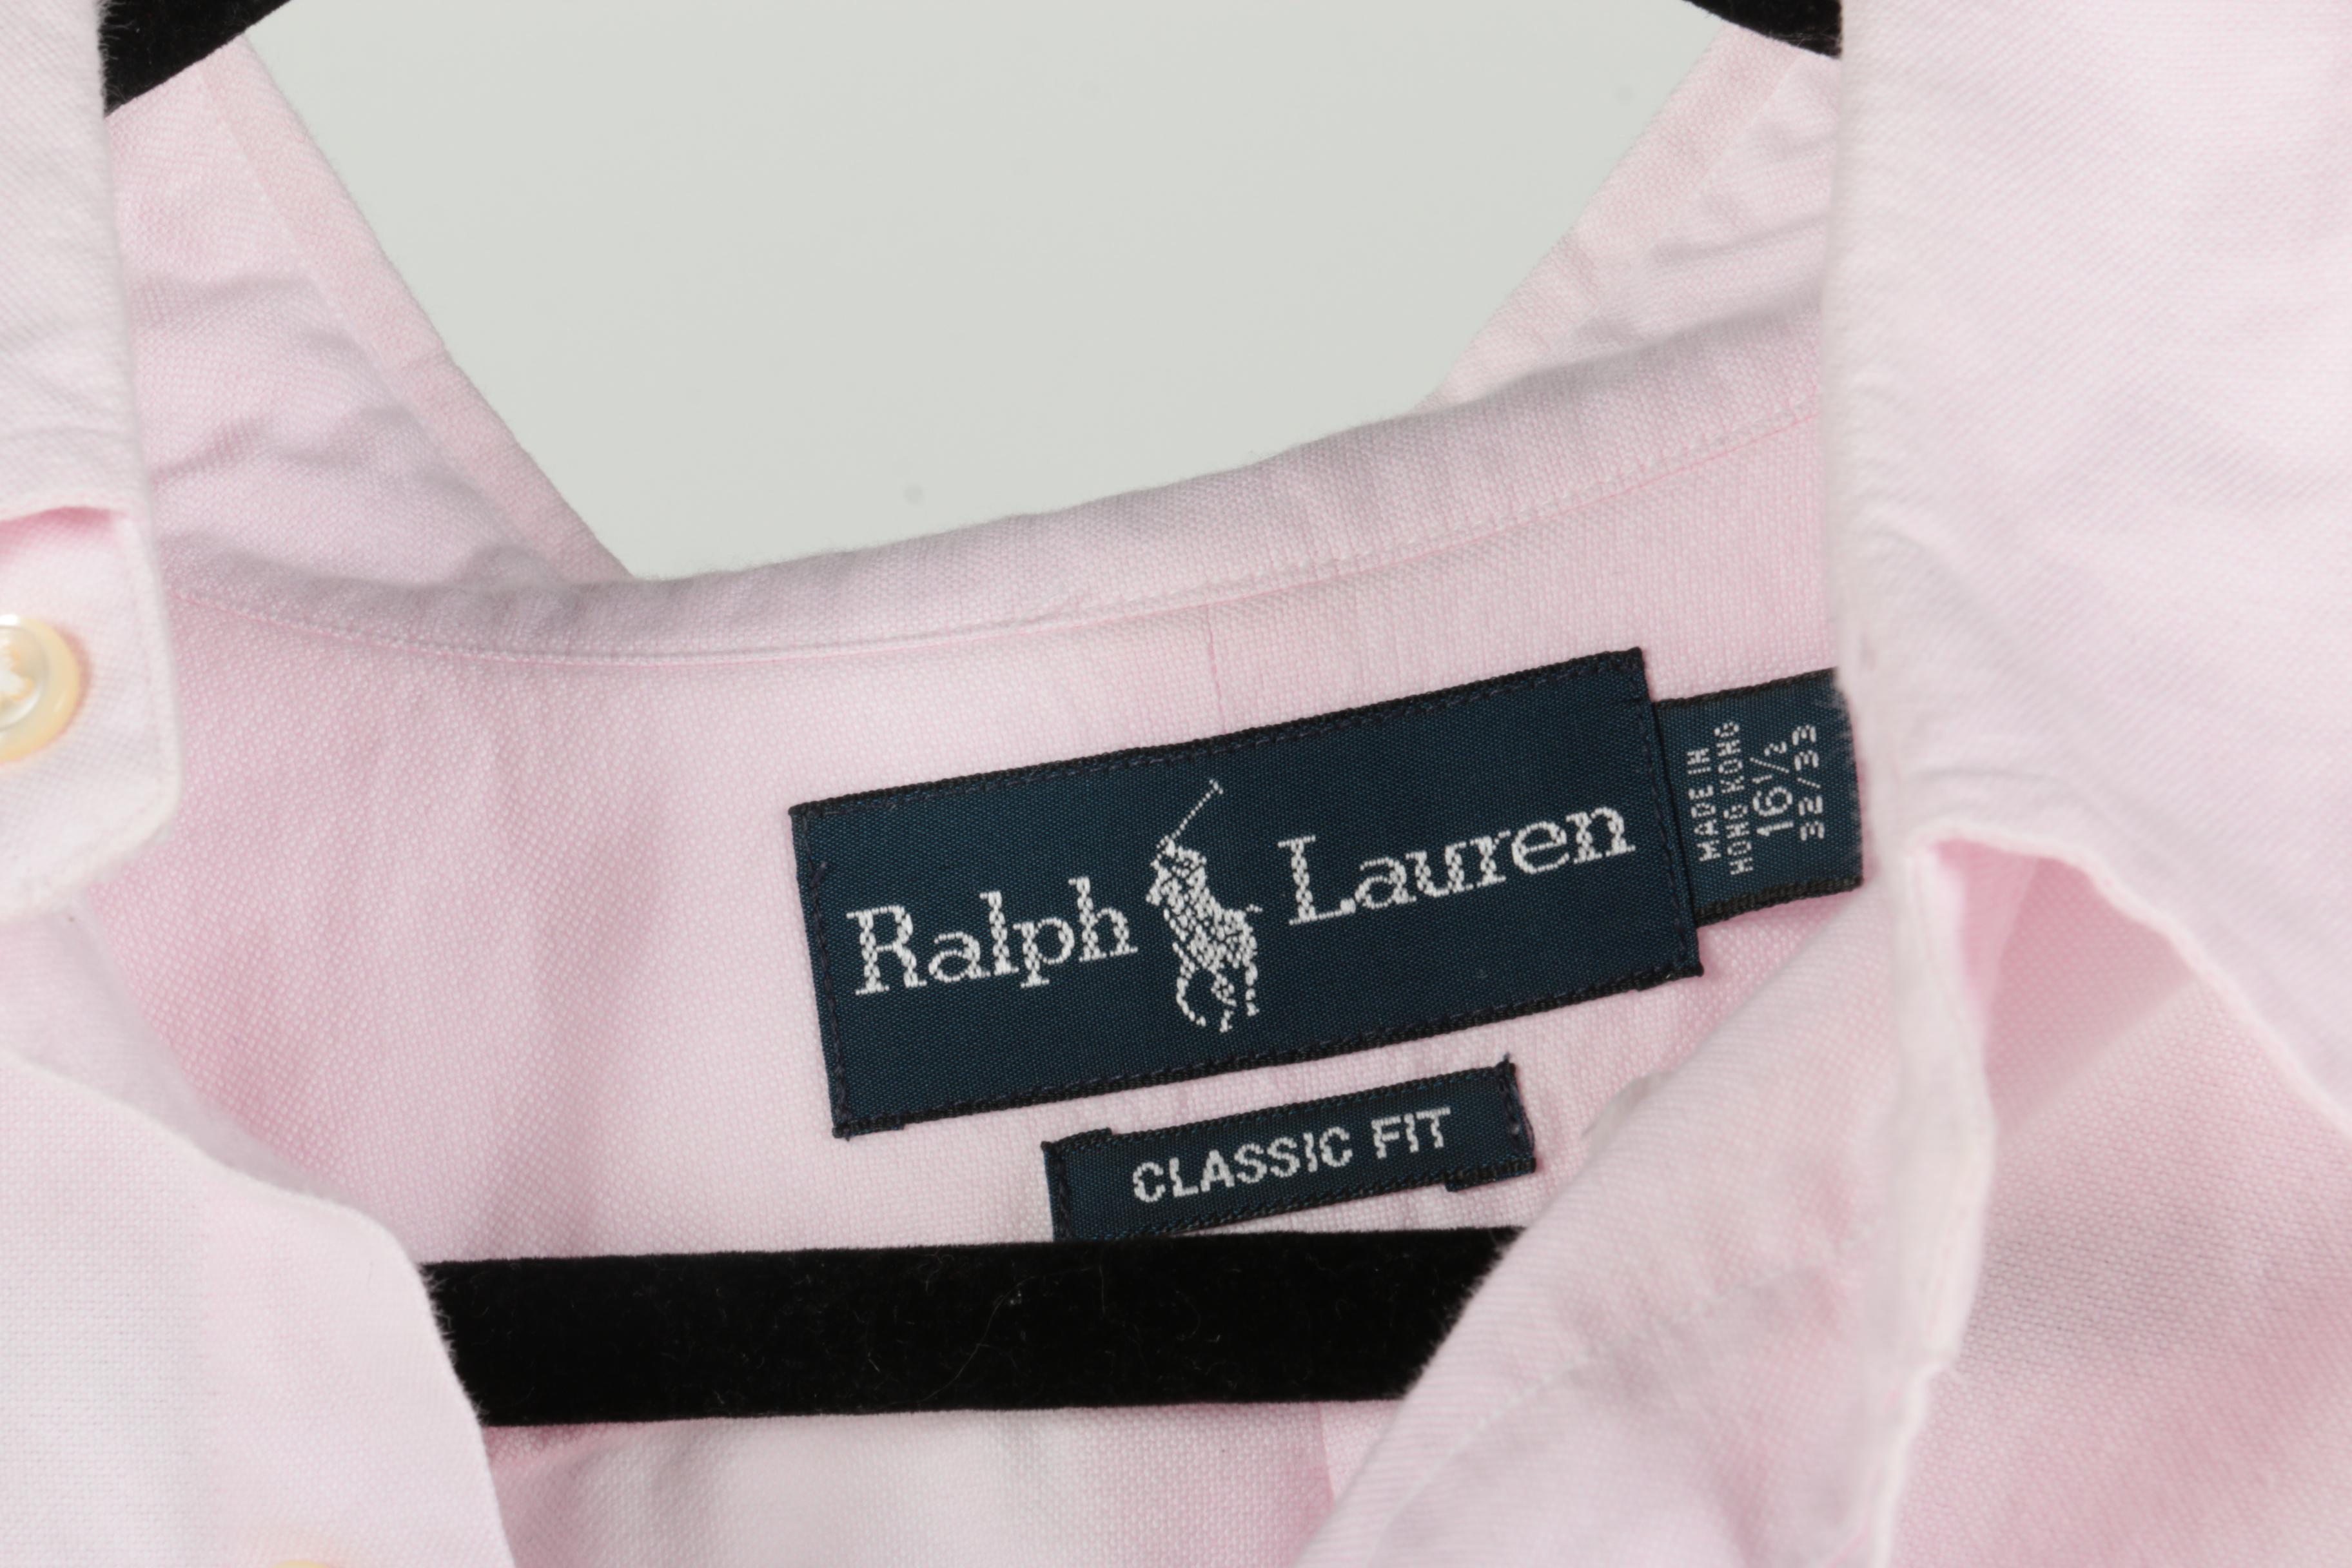 Ralph Lauren
MADE IN
HONG KONG
16½
32/33
CLASSIC FIT